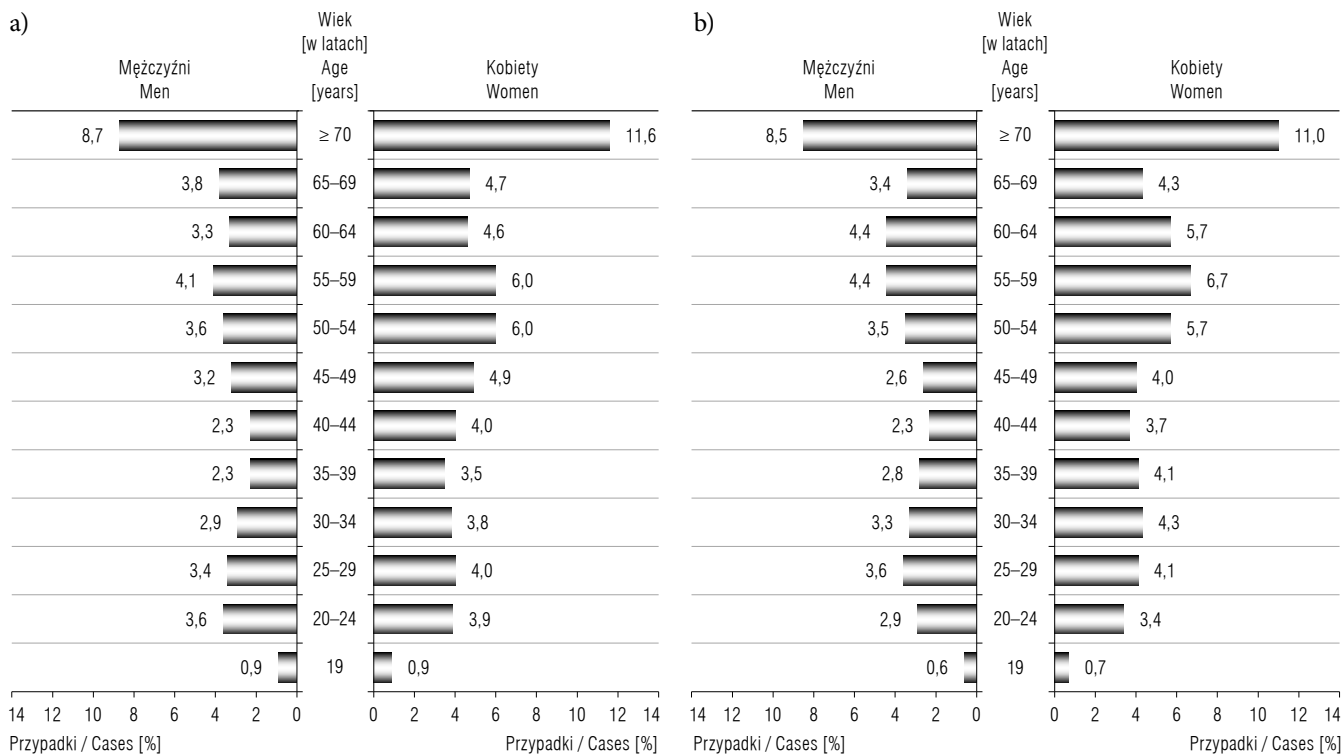 a)
Wiek
[w latach]
Mężczyźni Age Kobiety
Men [years] Women
8,7 ≥ 70 11,6
3,8 65–69 4,7
3,3 60–64 4,6
4,1 55–59 6,0
3,6 50–54 6,0
3,2 45–49 4,9
2,3 40–44 4,0
2,3 35–39 3,5
2,9 30–34 3,8
3,4 25–29 4,0
3,6 20–24 3,9
0,9 19 0,9
14 12 10 8 6 4 2 0 0 2 4 6 8 10 12 14
Przypadki / Cases [%] Przypadki / Cases [%]
b)
Wiek
[w latach]
Mężczyźni Age Kobiety
Men [years] Women
8,5 ≥ 70 11,0
3,4 65–69 4,3
4,4 60–64 5,7
4,4 55–59 6,7
3,5 50–54 5,7
2,6 45–49 4,0
2,3 40–44 3,7
2,8 35–39 4,1
3,3 30–34 4,3
3,6 25–29 4,1
2,9 20–24 3,4
0,6 19 0,7
14 12 10 8 6 4 2 0 0 2 4 6 8 10 12 14
Przypadki / Cases [%] Przypadki / Cases [%]